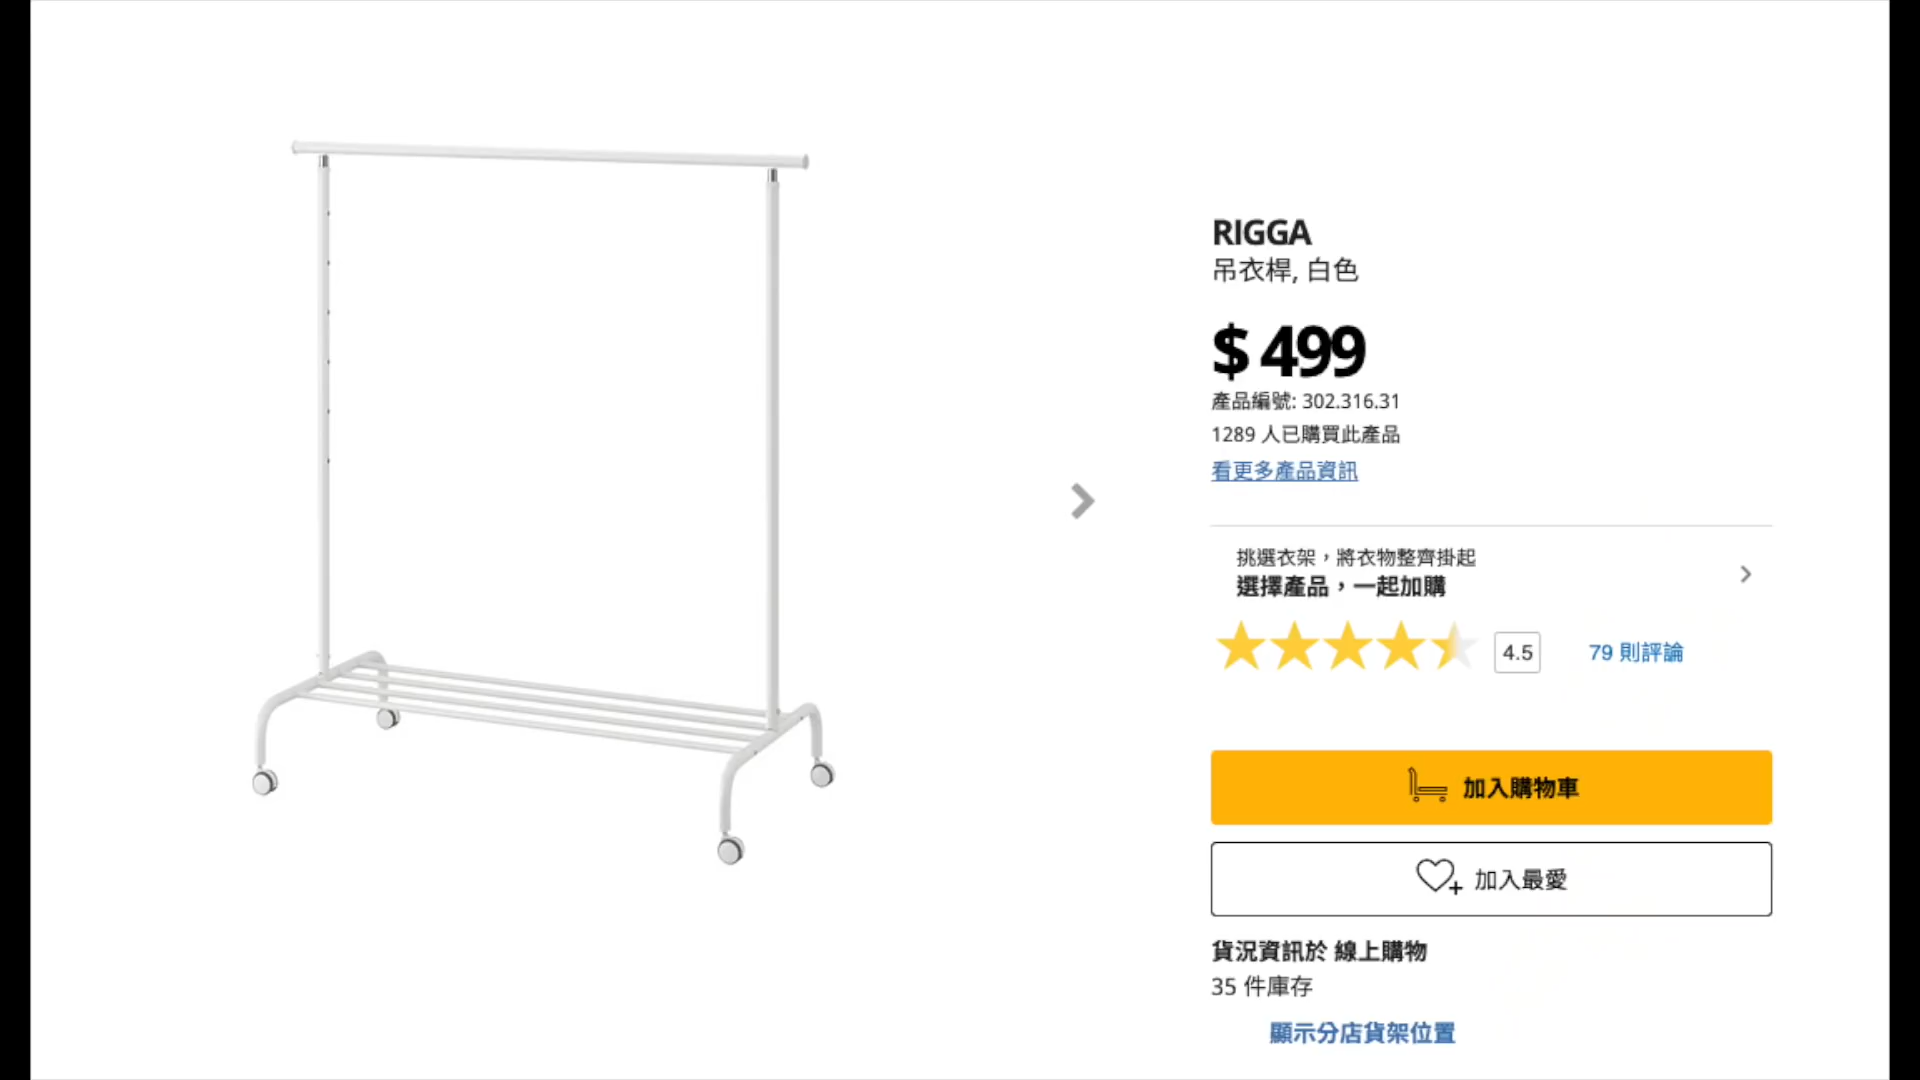 RIGGA
吊衣桿, 白色
$ 499
產品編號: 302.316.31
1289 人已購買此產品
看更多產品資訊
挑選衣架，將衣物整齊掛起
選擇產品，一起加購
4.5
79 則評論
加入購物車
加入最愛
貨況資訊於 線上購物
35 件庫存
顯示分店貨架位置